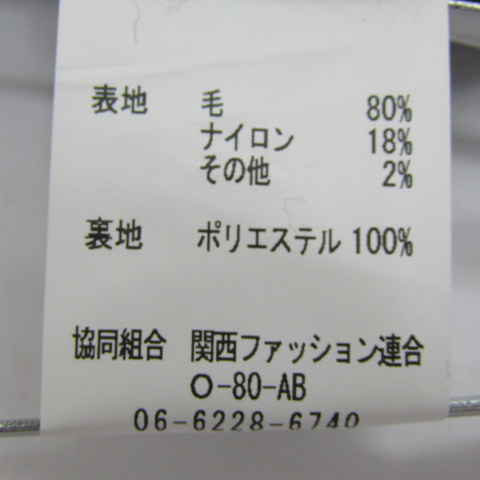 表地 毛 80%
ナイロン 18%
その他 2%
裏地 ポリエステル 100%
協同組合 関西ファッション連合
O-80-AB
06-6228-6740